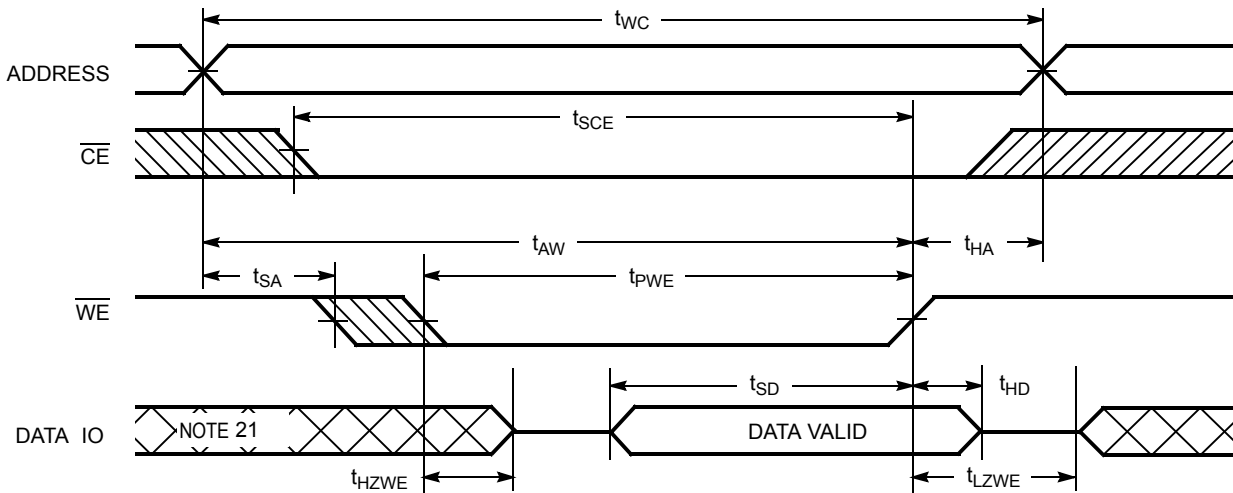 tWC
ADDRESS
tSCE
CE
tAW
tHA
tSA
tPWE
WE
tSD
tHD
DATA IO
NOTE 21
DATA VALID
tHZWE
tLZWE